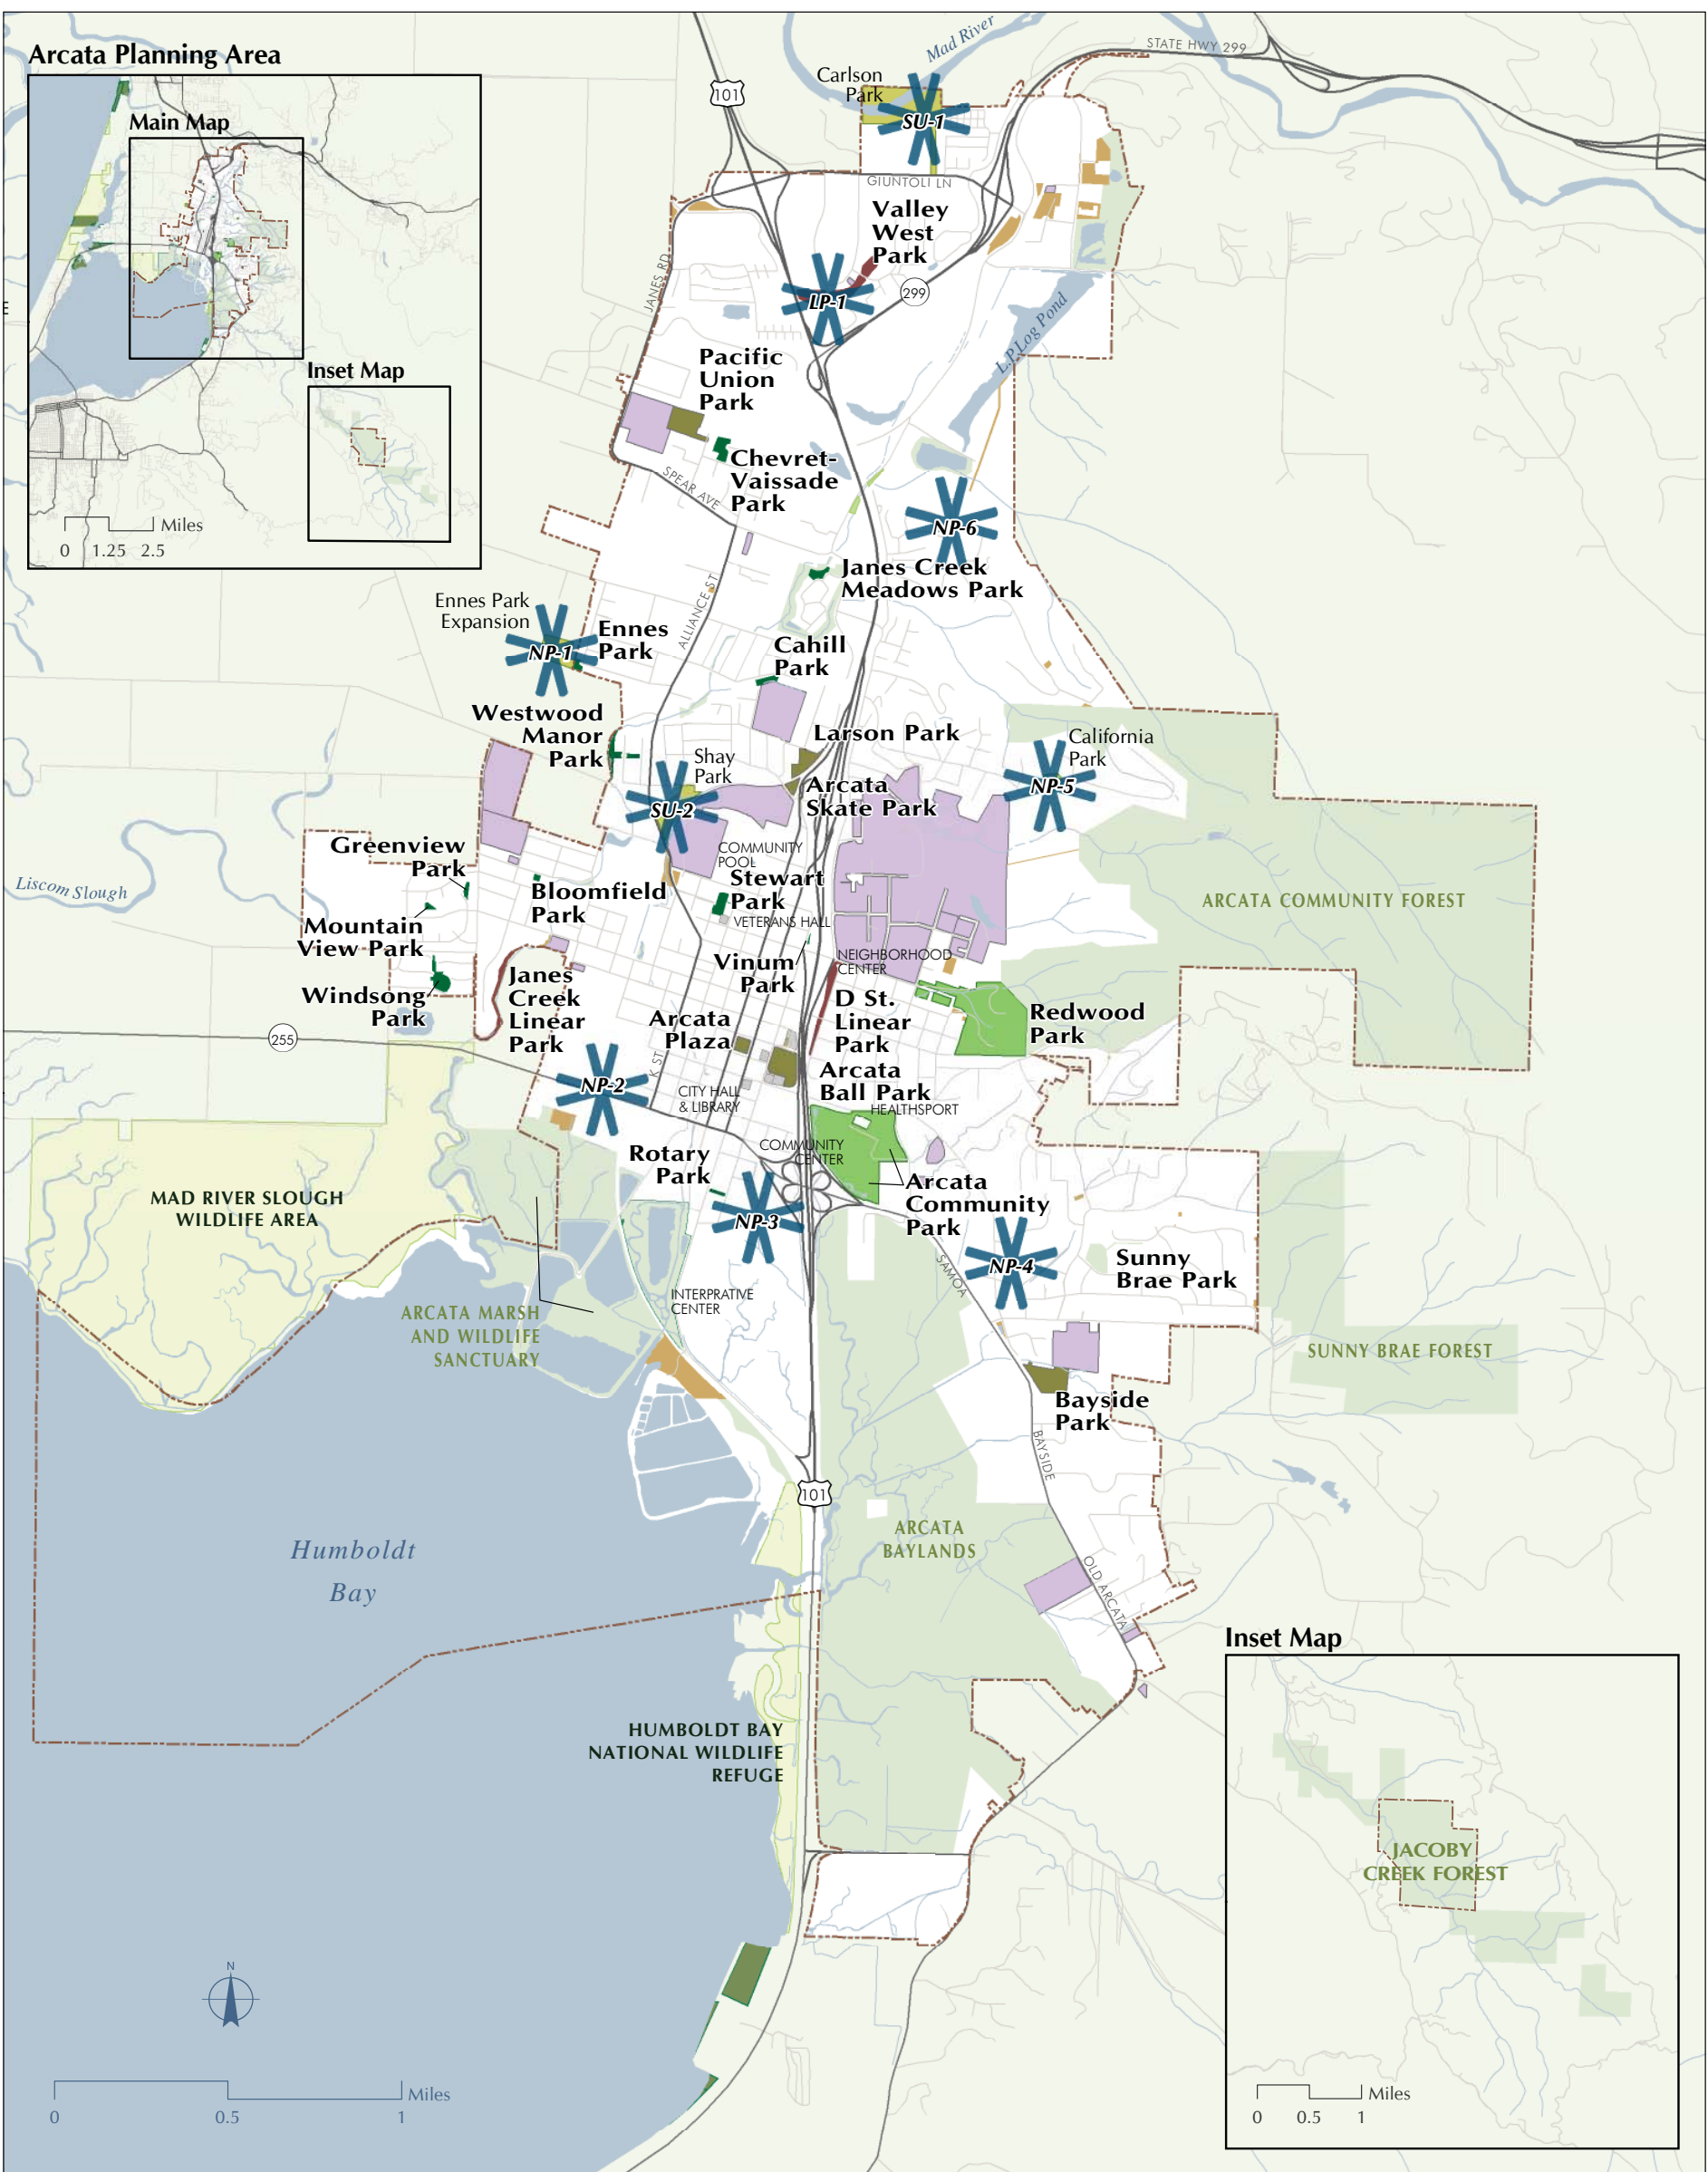 Arcata Planning Area
Main Map
Inset Map
Miles
0 1.25 2.5
101
Mad River
STATE HWY 299
Carlson
Park
SU-1
GIUNTOLI LN
Valley
West
Park
JANES RD
LP-1
299
L.P. Log Pond
Pacific
Union
Park
Chevret-
Vaissade
Park
SPEAR AVE
NP-6
Janes Creek
Meadows Park
ALLIANCE ST
Ennes Park
Expansion
NP-1
Ennes
Park
Cahill
Park
Westwood
Manor
Park
Larson Park
Shay
Park
SU-2
Arcata
Skate Park
California
Park
NP-5
COMMUNITY
POOL
Greenview
Park
Liscom Slough
Bloomfield
Park
Stewart
Park
VETERANS HALL
ARCATA COMMUNITY FOREST
Mountain
View Park
Vinum
Park
NEIGHBORHOOD
CENTER
Windsong
Park
Janes
Creek
Linear
Park
D St.
Linear
Park
Redwood
Park
255
Arcata
Plaza
K ST
NP-2
CITY HALL
& LIBRARY
Arcata
Ball Park
HEALTHSPORT
COMMUNITY
CENTER
Rotary
Park
Arcata
Community
Park
MAD RIVER SLOUGH
WILDLIFE AREA
NP-3
NP-4
SAMOA
Sunny
Brae Park
INTERPRATIVE
CENTER
ARCATA MARSH
AND WILDLIFE
SANCTUARY
SUNNY BRAE FOREST
Bayside
Park
BAYSIDE
101
ARCATA
BAYLANDS
Humboldt
Bay
OLD ARCATA
Inset Map
HUMBOLDT BAY
NATIONAL WILDLIFE
REFUGE
JACOBY
CREEK FOREST
N
Miles
0 0.5 1
Miles
0 0.5 1